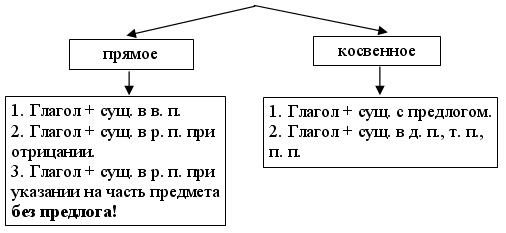 прямое
косвенное
1. Глагол + сущ. в в. п.
2. Глагол + сущ. в р. п. при
отрицании.
3. Глагол + сущ. в р. п. при
указании на часть предмета
без предлога!
1. Глагол + сущ. с предлогом.
2. Глагол + сущ. в д. п., т. п.,
п. п.